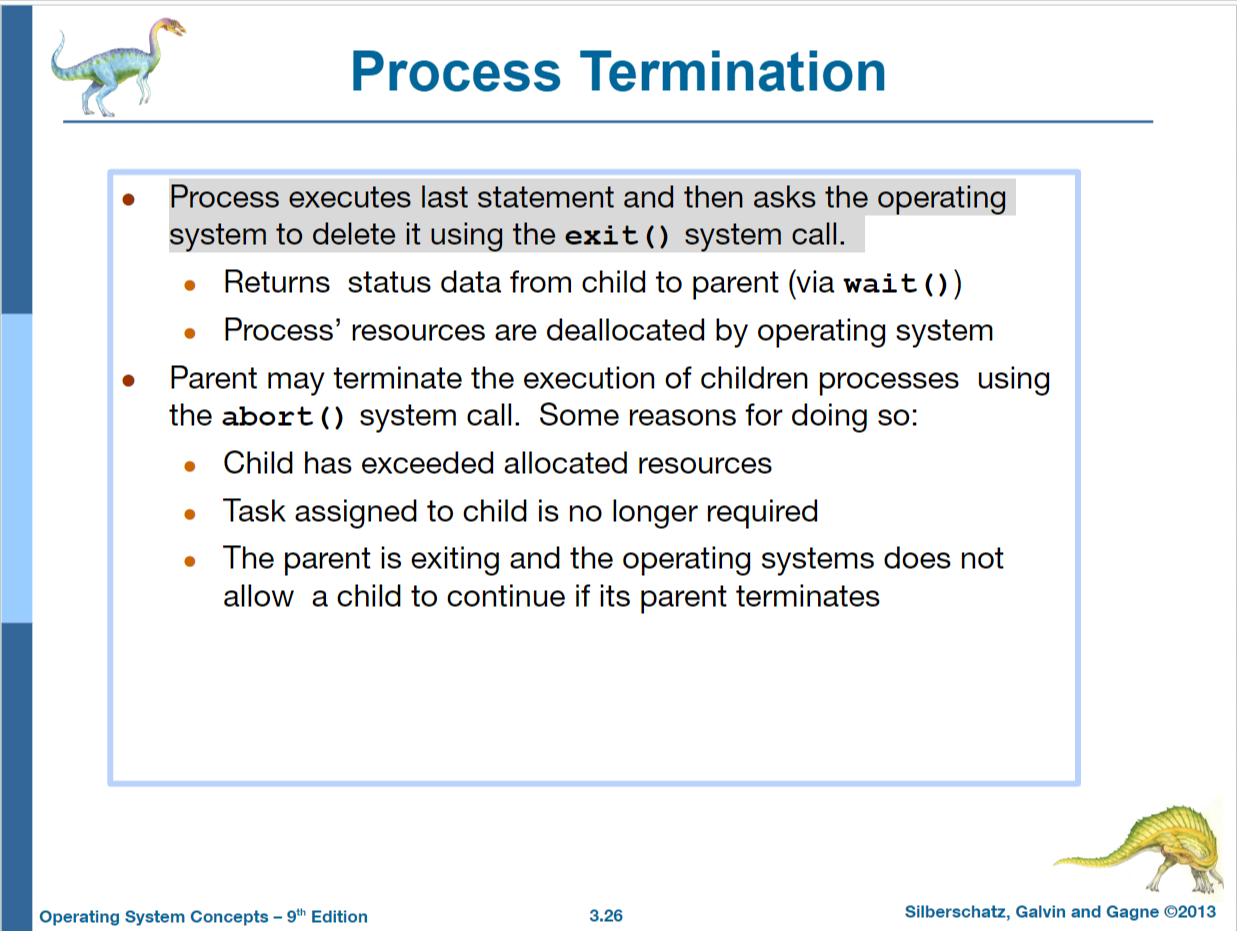 Process Termination
Process executes last statement and then asks the operating
system to delete it using the exit() system call.
Returns  status data from child to parent (via wait())
Process’ resources are deallocated by operating system
Parent may terminate the execution of children processes  using
the abort() system call.  Some reasons for doing so:
Child has exceeded allocated resources
Task assigned to child is no longer required
The parent is exiting and the operating systems does not
allow  a child to continue if its parent terminates
Operating System Concepts – 9th Edition
3.26
Silberschatz, Galvin and Gagne ©2013